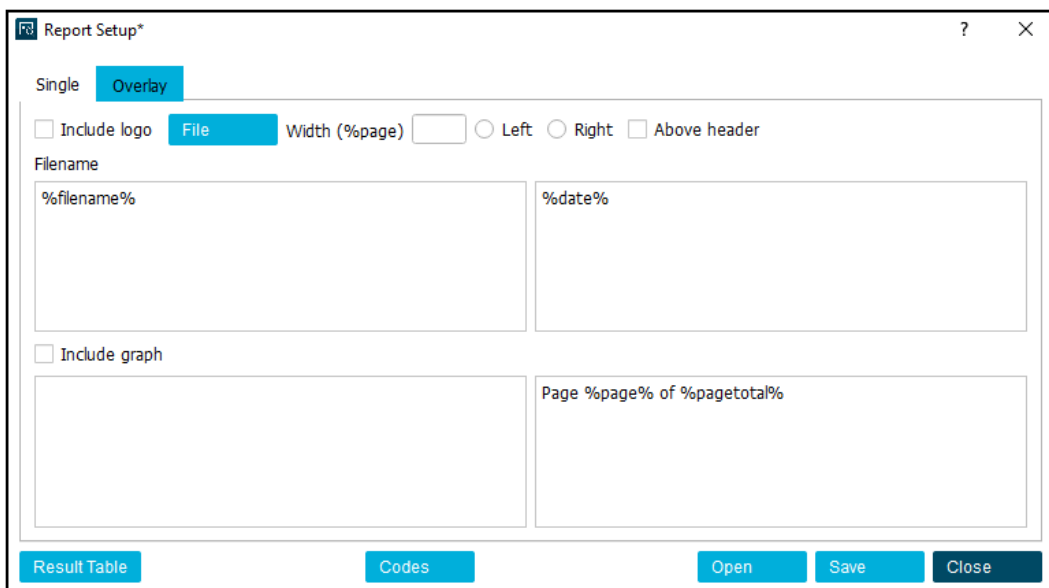 Report Setup*
?
Single
Overlay
Include logo
File
Width (%page)
Left
Right
Above header
Filename
%filename%
%date%
Include graph
Page %page% of %pagetotal%
Result Table
Codes
Open
Save
Close